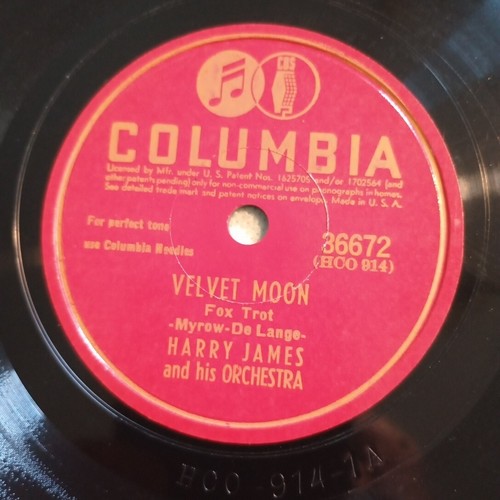 CBS
COLUMBIA
Licensed by Mfr. under U. S. Patent Nos. 1625705 and/or 1702564 (and
other patents pending) only for non-commercial use on phonographs in homes.
See detailed trade mark and patent notices on envelope. Made in U. S. A.
For perfect tone
use Columbia Needles
36672
(HCO 914)
VELVET MOON
Fox Trot
-Myrow-De Lange-
HARRY JAMES
and his ORCHESTRA
HCO 914-1A